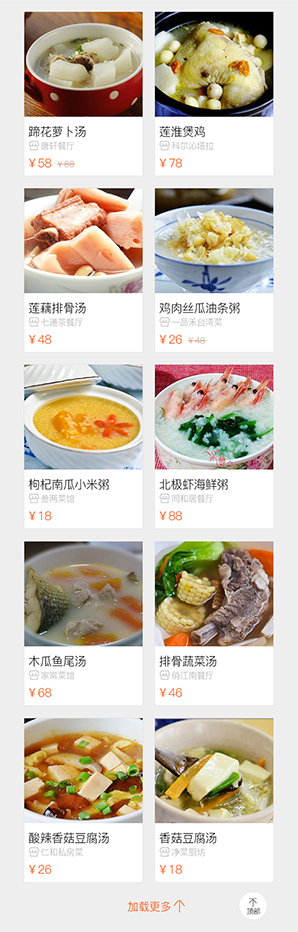 蹄花萝卜汤
唐轩餐厅
¥58 ¥88
莲淮煲鸡
科尔沁塔拉
¥78
莲藕排骨汤
七道茶餐厅
¥48
鸡肉丝瓜油条粥
一品禾台湾菜
¥26 ¥48
枸杞南瓜小米粥
叁两菜馆
¥18
北极虾海鲜粥
同和居餐厅
¥88
木瓜鱼尾汤
家常菜馆
¥68
排骨蔬菜汤
俏江南餐厅
¥46
酸辣香菇豆腐汤
仁和私房菜
¥26
香菇豆腐汤
净菜厨坊
¥18
加载更多
顶部